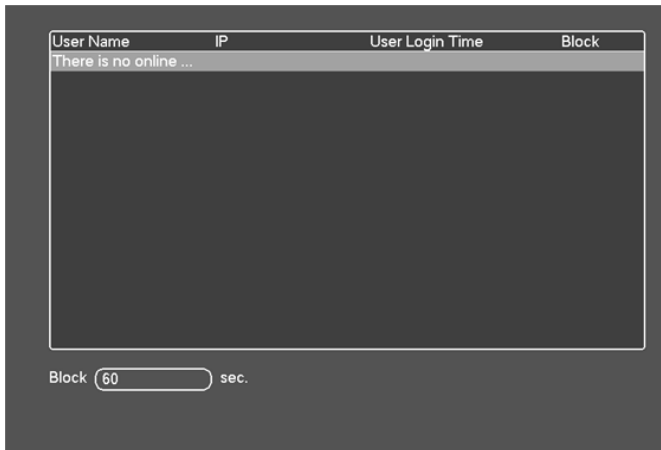 User Name IP User Login Time Block
There is no online ...
Block 60 sec.